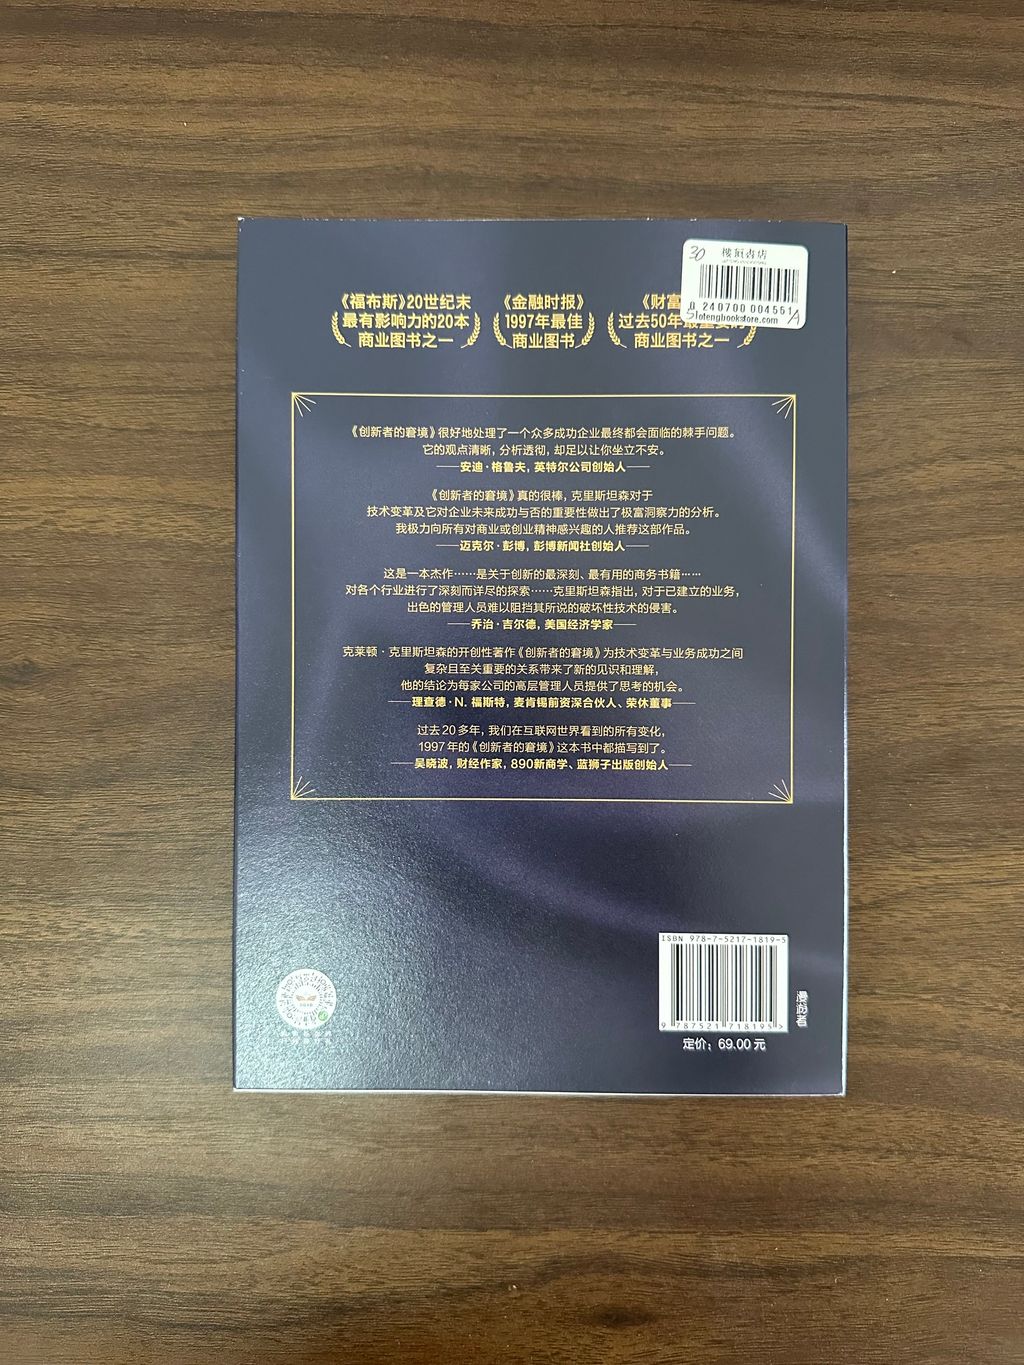 30 楼顶书店
0 240700 004551
S lotengbookstore.com A
《福布斯》20世纪末
最有影响力的20本
商业图书之一
《金融时报》
1997年最佳
商业图书
《财富
过去50年最重要的
商业图书之一
《创新者的窘境》很好地处理了一个众多成功企业最终都会面临的棘手问题。
它的观点清晣，分析透彻，却足以让你坐立不安。
——安迪·格鲁夫，英特尔公司创始人——
《创新者的窘境》真的很棒，克里斯坦森对于
技术变革及它对企业未来成功与否的重要性做出了极富洞察力的分析。
我极力向所有对商业或创业精神感兴趣的人推荐这部作品。
——迈克尔·彭博，彭博新闻社创始人——
这是一本杰作……是关于创新的最深刻、最有用的商务书籍……
对各个行业进行了深刻而详尽的探索……克里斯坦森指出，对于已建立的业务，
出色的管理人员难以阻挡其所说的破坏性技术的侵害。
——乔治·吉尔德，美国经济学家——
克莱顿·克里斯坦森的开创性著作《创新者的窘境》为技术变革与业务成功之间
复杂且至关重要的关系带来了新的见识和理解，
他的结论为每家公司的高层管理人员提供了思考的机会。
——理查德·N. 福斯特，麦肯锡前资深合伙人、荣休董事——
过去20多年，我们在互联网世界看到的所有变化，
1997年的《创新者的窘境》这本书中都描写到了。
——吴晓波，财经作家，890新商学、蓝狮子出版创始人——
ISBN 978-7-5217-1819-5
9 787521 718195 >
定价：69.00元
漫游者